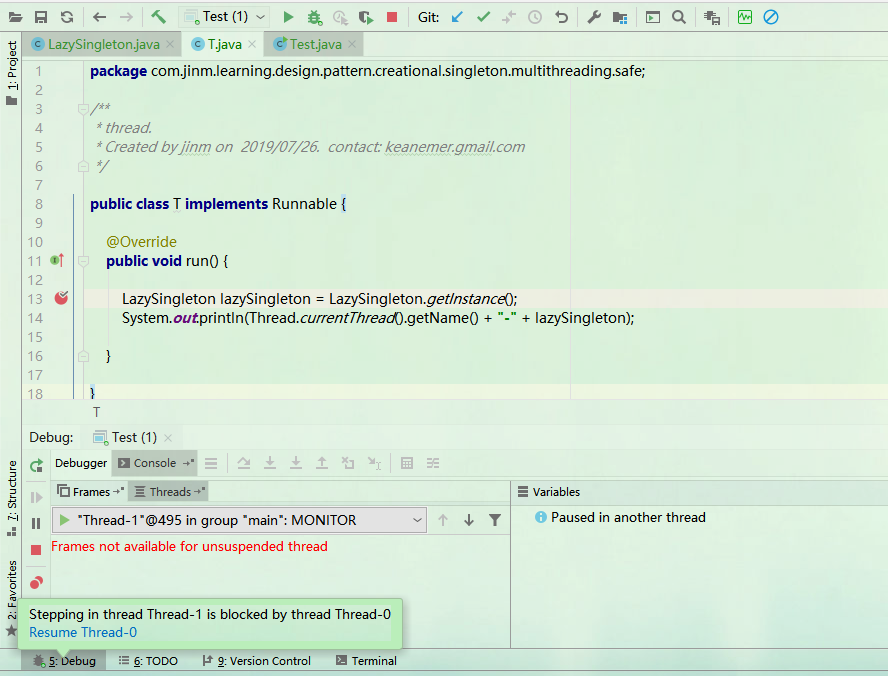 Test (1)
Git:
LazySingleton.java
T.java
Test.java
1: Project
1 package com.jinm.learning.design.pattern.creational.singleton.multithreading.safe;
2
3 /**
4 * thread.
5 * Created by jinm on 2019/07/26. contact: keanemer.gmail.com
6 */
7
8 public class T implements Runnable {
9
10 @Override
11 public void run() {
12
13 LazySingleton lazySingleton = LazySingleton.getInstance();
14 System.out.println(Thread.currentThread().getName() + "-" + lazySingleton);
15
16 }
17
18 }
T
Debug: Test (1)
Debugger Console
Frames Threads
Variables
"Thread-1"@495 in group "main": MONITOR
Paused in another thread
Frames not available for unsuspended thread
7: Structure
2: Favorites
Stepping in thread Thread-1 is blocked by thread Thread-0
Resume Thread-0
5: Debug 6: TODO 9: Version Control Terminal